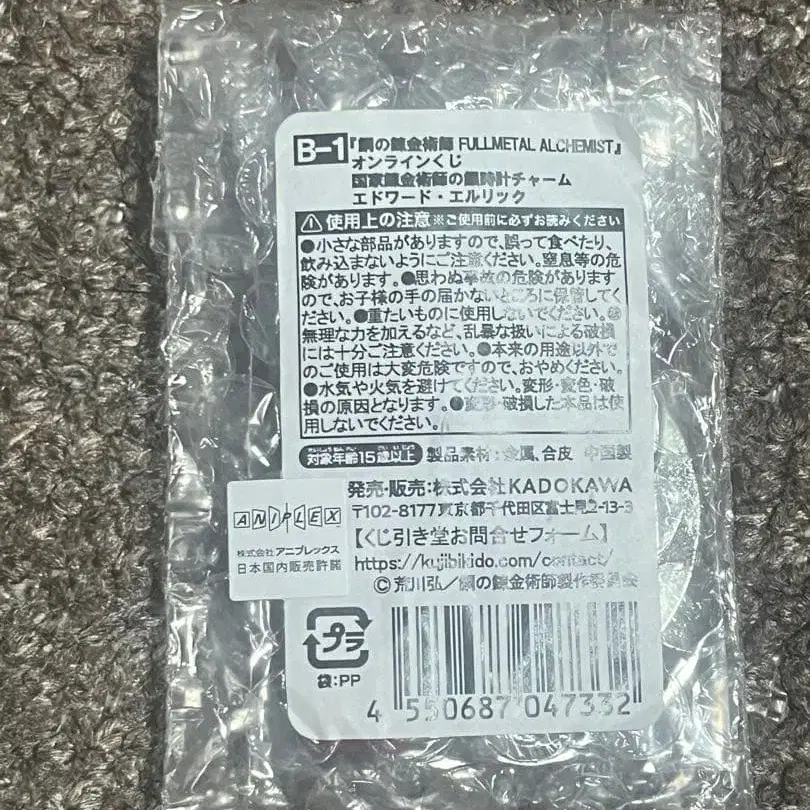 B-1 『鋼の錬金術師 FULLMETAL ALCHEMIST』
オンラインくじ
国家錬金術師の銀時計チャーム
エドワード・エルリック
⚠使用上の注意 ※ご使用前に必ずお読みください
●小さな部品がありますので、誤って食べたり、
飲み込まないようにご注意ください。窒息等の危
険があります。●思わぬ事故の危険があります
ので、お子様の手の届かないところに保管してく
ださい。●重たいものに使用しないでください。●
無理な力を加えるなど、乱暴な扱いによる破損
には十分ご注意ください。●本来の用途以外で
のご使用は大変危険ですので、おやめください。
●水気や火気を避けてください。変形・変色・破
損の原因となります。●変形・破損した本品は使
用しないでください。
対象年齢15歳以上 製品素材：金属、合皮 中国製
発売・販売：株式会社KADOKAWA
〒102-8177 東京都千代田区富士見2-13-3
【くじ引き堂お問合せフォーム】
https://kujibikido.com/contact/
©荒川弘／鋼の錬金術師製作委員会
ANIPLEX
株式会社アニプレックス
日本国内販売許諾
プラ
袋:PP
4 550687 047332